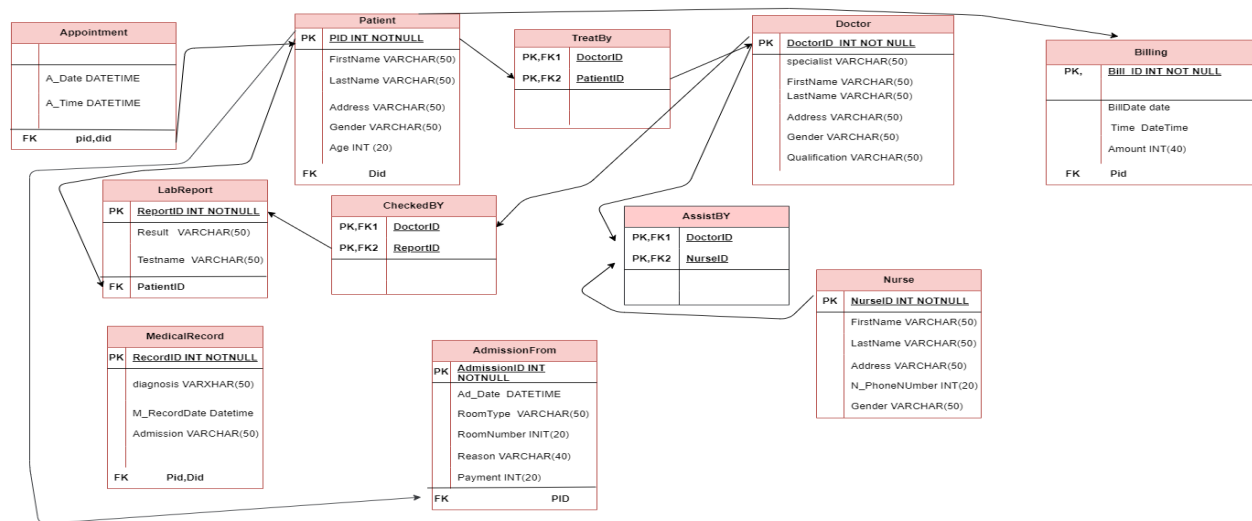 Appointment
A_Date DATETIME
A_Time DATETIME
FK pid,did
Patient
PK PID INT NOTNULL
FirstName VARCHAR(50)
LastName VARCHAR(50)
Address VARCHAR(50)
Gender VARCHAR(50)
Age INT (20)
FK Did
TreatBy
PK,FK1 DoctorID
PK,FK2 PatientID
Doctor
PK DoctorID INT NOT NULL
specialist VARCHAR(50)
FirstName VARCHAR(50)
LastName VARCHAR(50)
Address VARCHAR(50)
Gender VARCHAR(50)
Qualification VARCHAR(50)
Billing
PK, Bill_ID INT NOT NULL
BillDate date
Time DateTime
Amount INT(40)
FK Pid
LabReport
PK ReportID INT NOTNULL
Result VARCHAR(50)
Testname VARCHAR(50)
FK PatientID
CheckedBY
PK,FK1 DoctorID
PK,FK2 ReportID
AssistBY
PK,FK1 DoctorID
PK,FK2 NurseID
Nurse
PK NurseID INT NOTNULL
FirstName VARCHAR(50)
LastName VARCHAR(50)
Address VARCHAR(50)
N_PhoneNUmber INT(20)
Gender VARCHAR(50)
MedicalRecord
PK RecordID INT NOTNULL
diagnosis VARXHAR(50)
M_RecordDate Datetime
Admission VARCHAR(50)
FK Pid,Did
AdmissionFrom
PK AdmissionID INT
NOTNULL
Ad_Date DATETIME
RoomType VARCHAR(50)
RoomNumber INIT(20)
Reason VARCHAR(40)
Payment INT(20)
FK PID